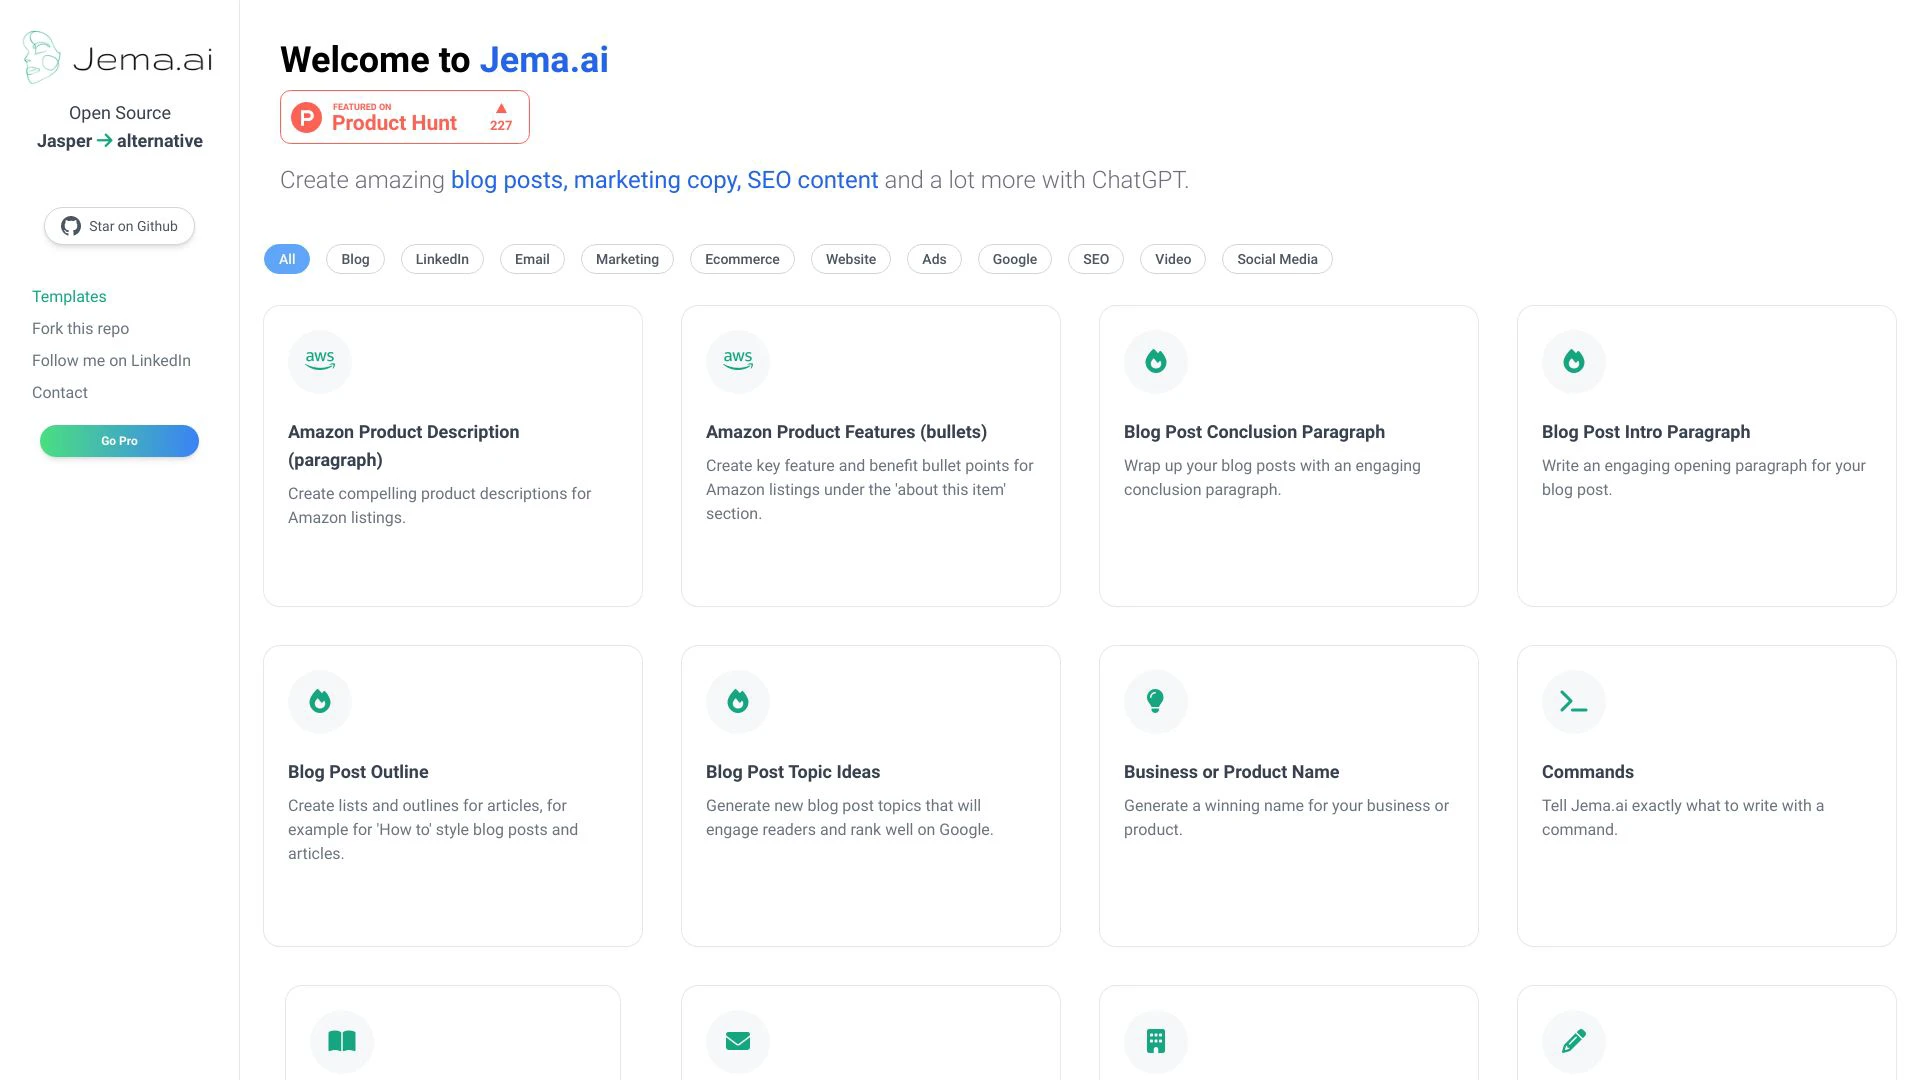 Jema.ai
Open Source
Jasper → alternative
Star on Github
Templates
Fork this repo
Follow me on LinkedIn
Contact
Go Pro
Welcome to Jema.ai
P
FEATURED ON
Product Hunt
▲
227
Create amazing blog posts, marketing copy, SEO content and a lot more with ChatGPT.
All Blog LinkedIn Email Marketing Ecommerce Website Ads Google SEO Video Social Media
aws
Amazon Product Description
(paragraph)
Create compelling product descriptions for
Amazon listings.
aws
Amazon Product Features (bullets)
Create key feature and benefit bullet points for
Amazon listings under the 'about this item'
section.
Blog Post Conclusion Paragraph
Wrap up your blog posts with an engaging
conclusion paragraph.
Blog Post Intro Paragraph
Write an engaging opening paragraph for your
blog post.
Blog Post Outline
Create lists and outlines for articles, for
example for 'How to' style blog posts and
articles.
Blog Post Topic Ideas
Generate new blog post topics that will
engage readers and rank well on Google.
Business or Product Name
Generate a winning name for your business or
product.
Commands
Tell Jema.ai exactly what to write with a
command.